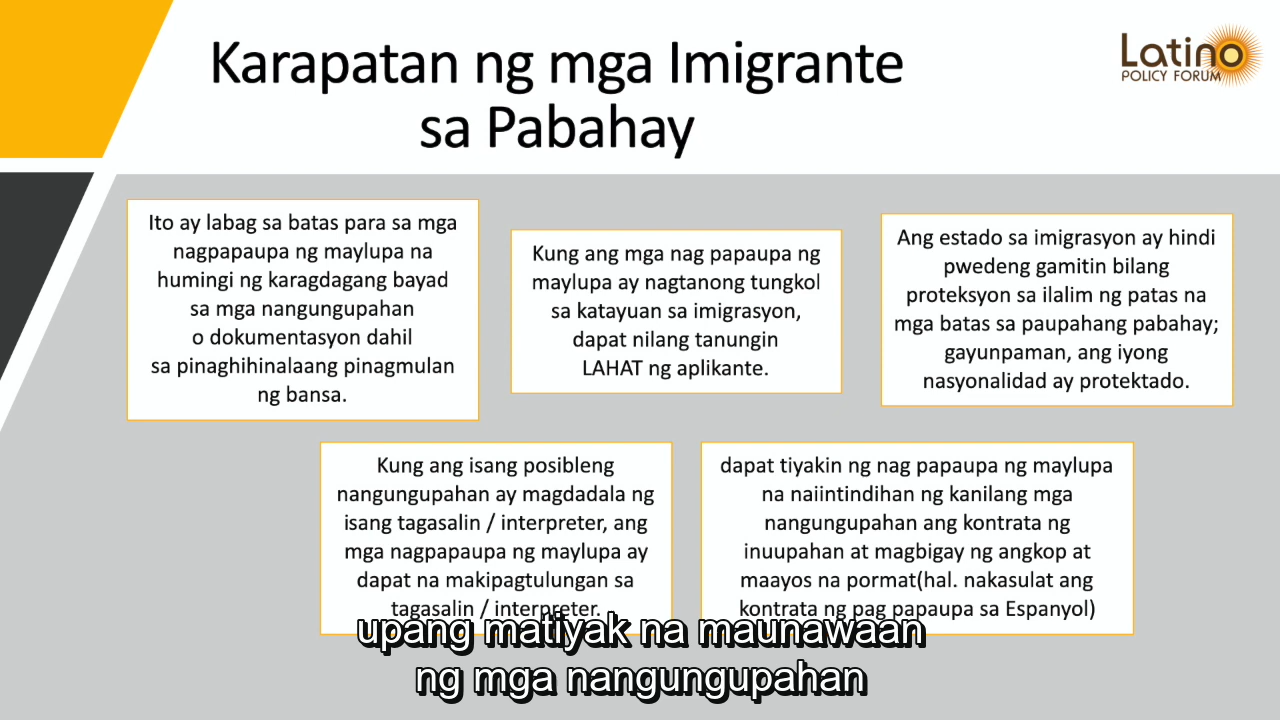 Karapatan ng mga Imigrante
sa Pabahay
Latino
POLICY FORUM
Ito ay labag sa batas para sa mga
nagpapaupa ng maylupa na
humingi ng karagdagang bayad
sa mga nangungupahan
o dokumentasyon dahil
sa pinaghihinalaang pinagmulan
ng bansa.
Kung ang mga nag papaupa ng
maylupa ay nagtanong tungkol
sa katayuan sa imigrasyon,
dapat nilang tanungin
LAHAT ng aplikante.
Ang estado sa imigrasyon ay hindi
pwedeng gamitin bilang
proteksyon sa ilalim ng patas na
mga batas sa paupahang pabahay;
gayunpaman, ang iyong
nasyonalidad ay protektado.
Kung ang isang posibleng
nangungupahan ay magdadala ng
isang tagasalin / interpreter, ang
mga nagpapaupa ng maylupa ay
dapat na makipagtulungan sa
tagasalin / interpreter.
dapat tiyakin ng nag papaupa ng maylupa
na naiintindihan ng kanilang mga
nangungupahan ang kontrata ng
inuupahan at magbigay ng angkop at
maayos na pormat(hal. nakasulat ang
kontrata ng pag papaupa sa Espanyol)
upang matiyak na maunawaan
ng mga nangungupahan